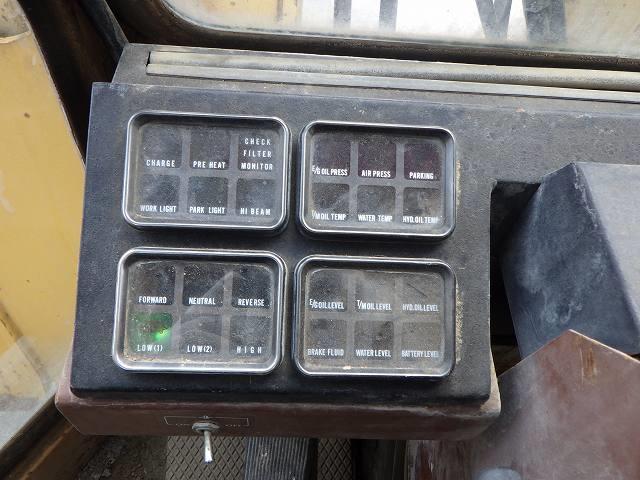 CHARGE PRE HEAT CHECK FILTER MONITOR
WORK LIGHT PARK LIGHT HI BEAM
E/G OIL PRESS AIR PRESS PARKING
T/M OIL TEMP WATER TEMP HYD. OIL TEMP
FORWARD NEUTRAL REVERSE
LOW(1) LOW(2) HIGH
E/G OIL LEVEL T/M OIL LEVEL HYD. OIL LEVEL
BRAKE FLUID WATER LEVEL BATTERY LEVEL